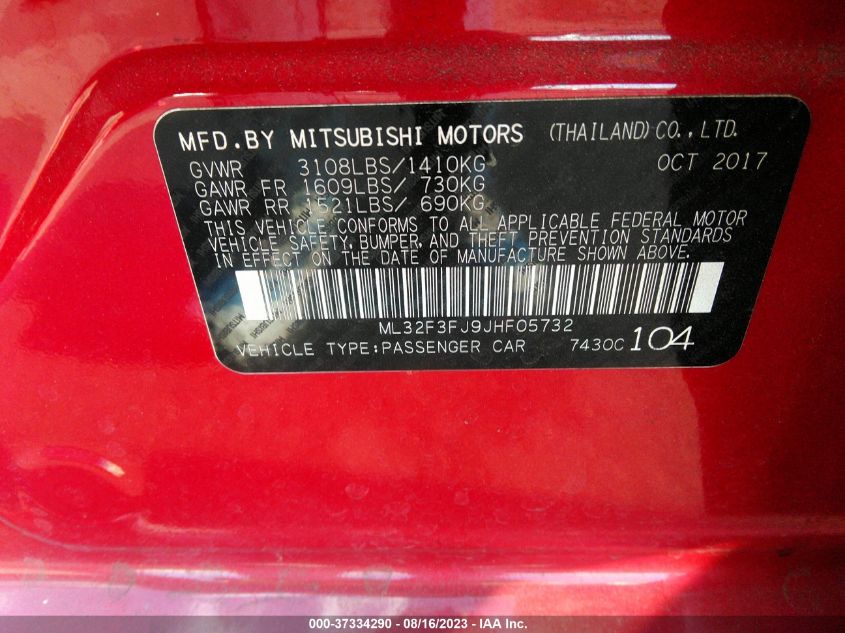 MFD.BY MITSUBISHI MOTORS (THAILAND) CO.,LTD.
GVWR 3108LBS/1410KG OCT 2017
GAWR FR 1609LBS/ 730KG
GAWR RR 1521LBS/ 690KG
THIS VEHICLE CONFORMS TO ALL APPLICABLE FEDERAL MOTOR
VEHICLE SAFETY, BUMPER, AND THEFT PREVENTION STANDARDS
IN EFFECT ON THE DATE OF MANUFACTURE SHOWN ABOVE.
ML32F3FJ9JHF05732
VEHICLE TYPE:PASSENGER CAR 7430C 104
000-37334290 - 08/16/2023 - IAA Inc.